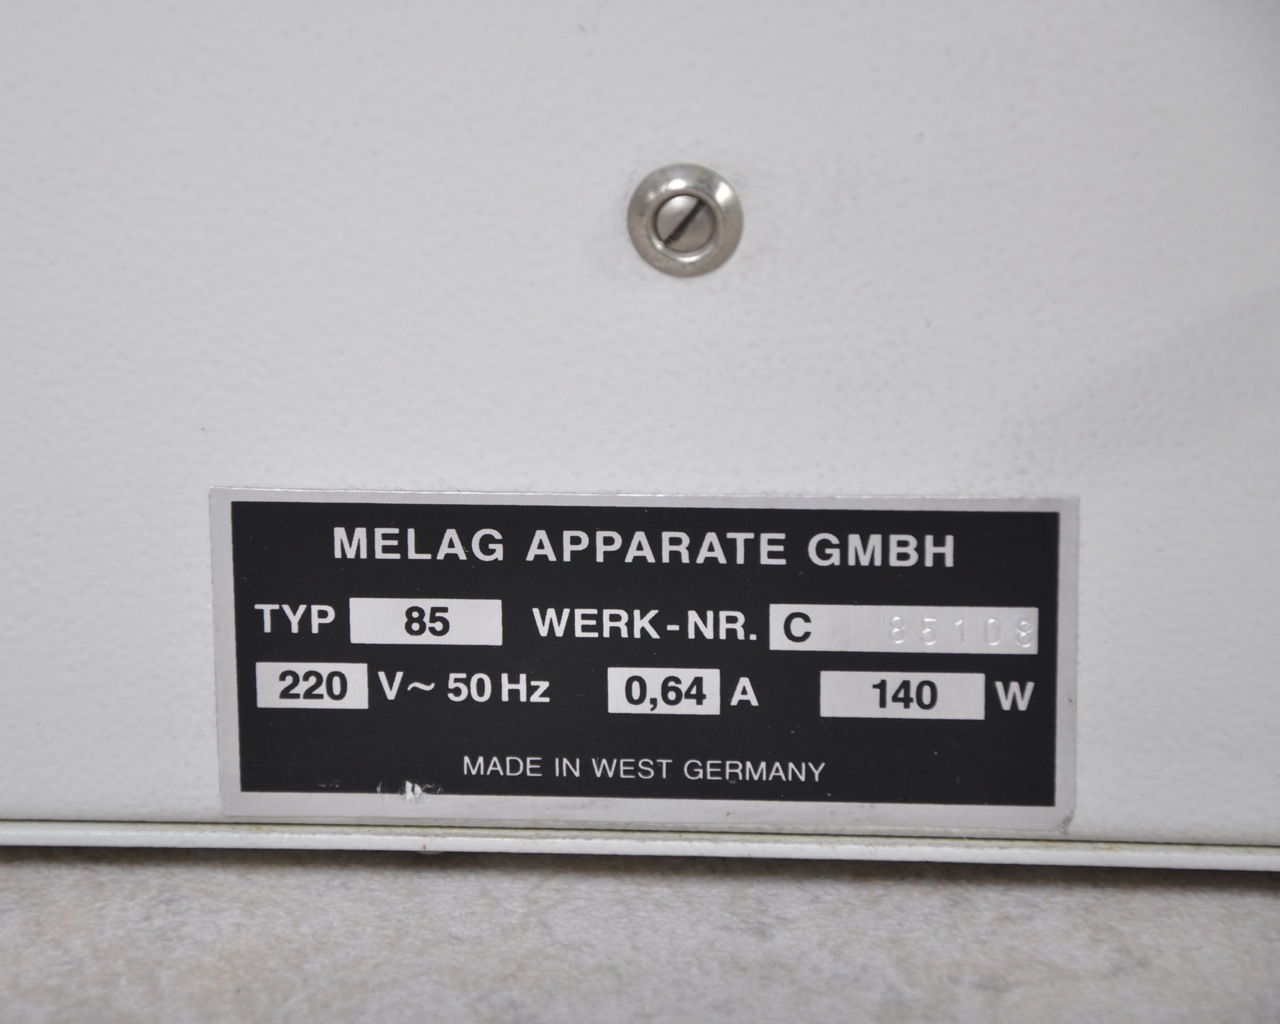 MELAG APPARATE GMBH
TYP 85 WERK-NR. C 85108
220 V~ 50 Hz 0,64 A 140 W
MADE IN WEST GERMANY